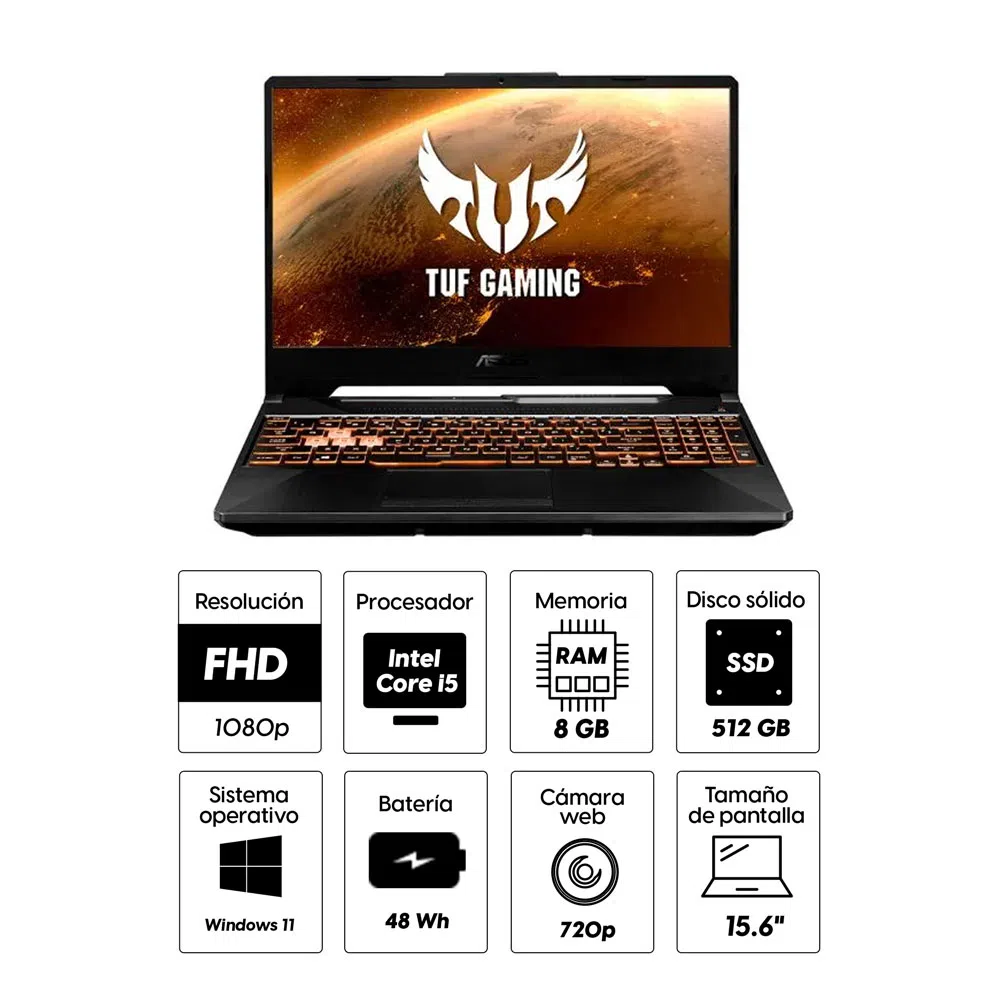 TUF GAMING
ASUS
Resolución
FHD
1080p
Procesador
Intel
Core i5
Memoria
RAM
8 GB
Disco sólido
SSD
512 GB
Sistema
operativo
Windows 11
Batería
48 Wh
Cámara
web
720p
Tamaño
de pantalla
15.6"